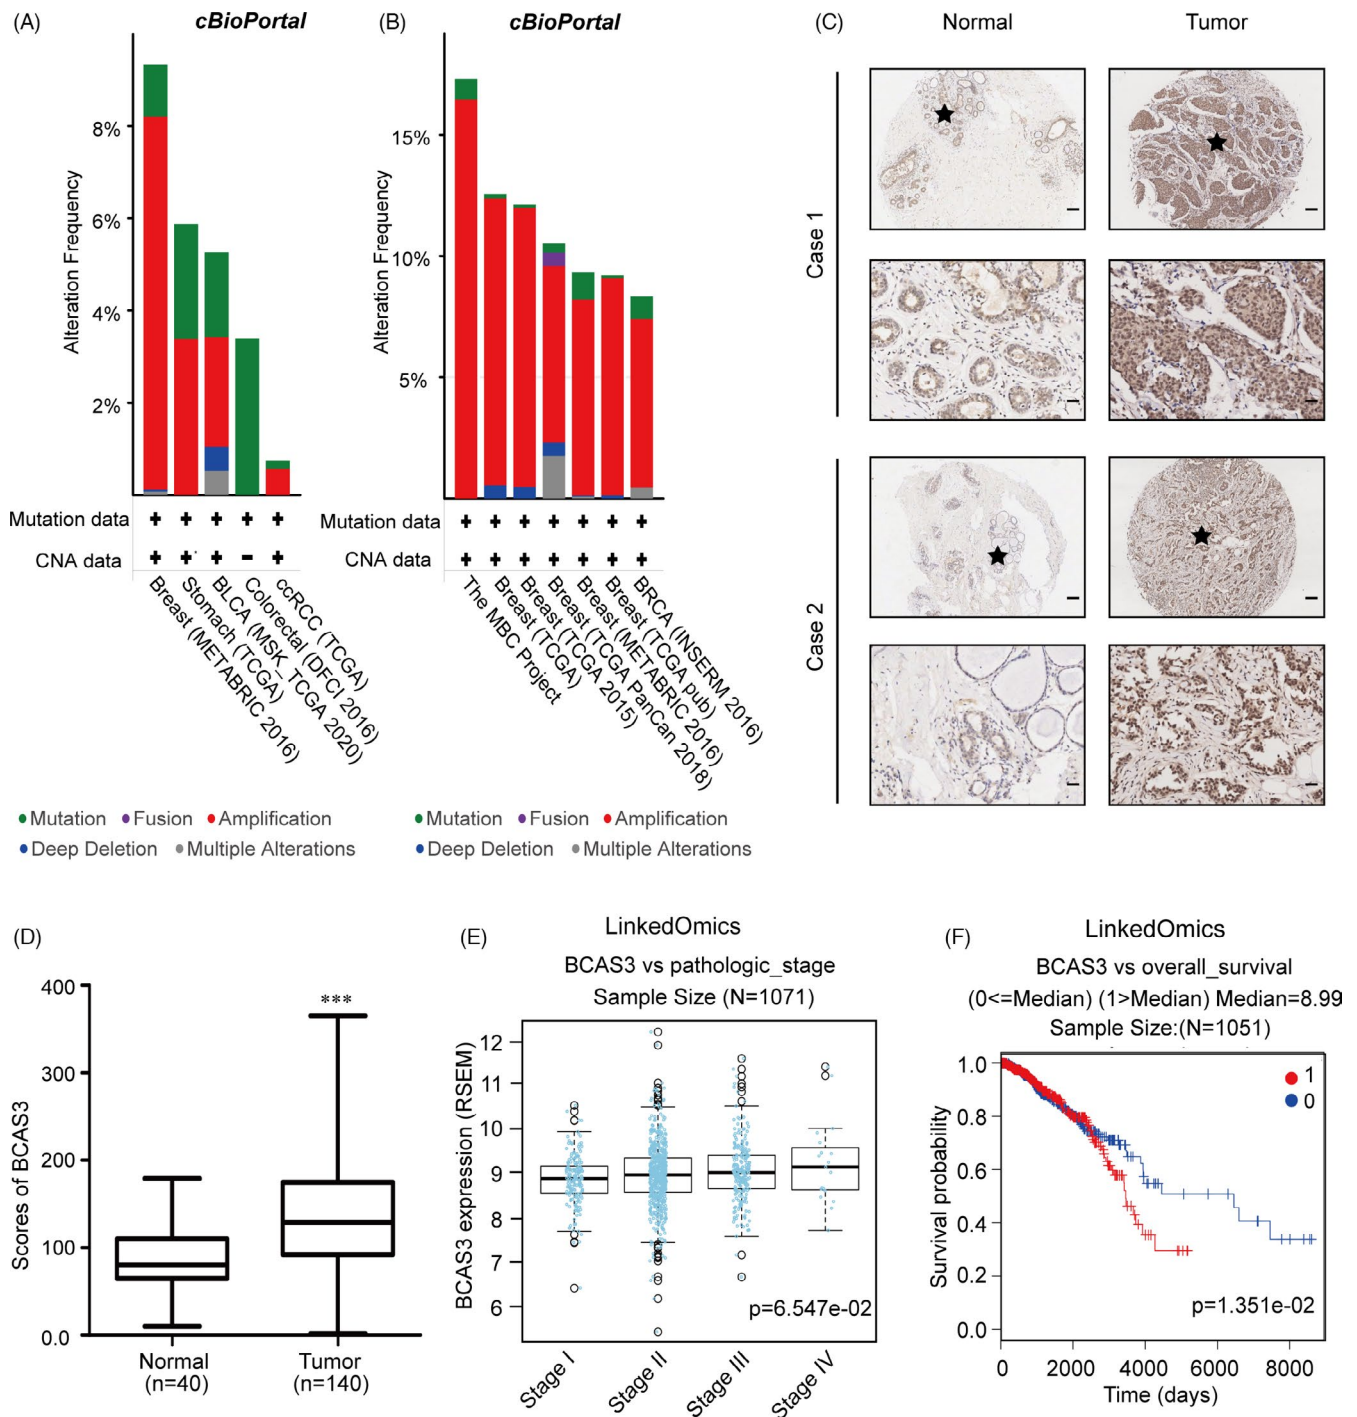 (A)
cBioPortal
Alteration Frequency
8%
6%
4%
2%
Mutation data + + + + +
CNA data + + + - +
Breast (METABRIC 2016)
Stomach (TCGA)
BLCA (MSK_TCGA 2020)
Colorectal (DFCI 2016)
ccRCC (TCGA)
Mutation Fusion Amplification
Deep Deletion Multiple Alterations
(B)
cBioPortal
Alteration Frequency
15%
10%
5%
Mutation data + + + + + + +
CNA data + + + + + + +
The MBC Project
Breast (TCGA)
Breast (TCGA 2015)
Breast (TCGA PanCan 2018)
Breast (METABRIC 2016)
Breast (TCGA pub)
BRCA (INSERM 2016)
Mutation Fusion Amplification
Deep Deletion Multiple Alterations
(C)
Normal Tumor
Case 1
Case 2
(D)
Scores of BCAS3
400
300
200
100
0.0
***
Normal
(n=40)
Tumor
(n=140)
(E)
LinkedOmics
BCAS3 vs pathologic_stage
Sample Size (N=1071)
BCAS3 expression (RSEM)
12
11
10
9
8
7
6
p=6.547e-02
Stage I
Stage II
Stage III
Stage IV
(F)
LinkedOmics
BCAS3 vs overall_survival
(0<=Median) (1>Median) Median=8.99
Sample Size:(N=1051)
Survival probability
1.0
0.8
0.6
0.4
0.2
0.0
1
0
p=1.351e-02
0 2000 4000 6000 8000
Time (days)